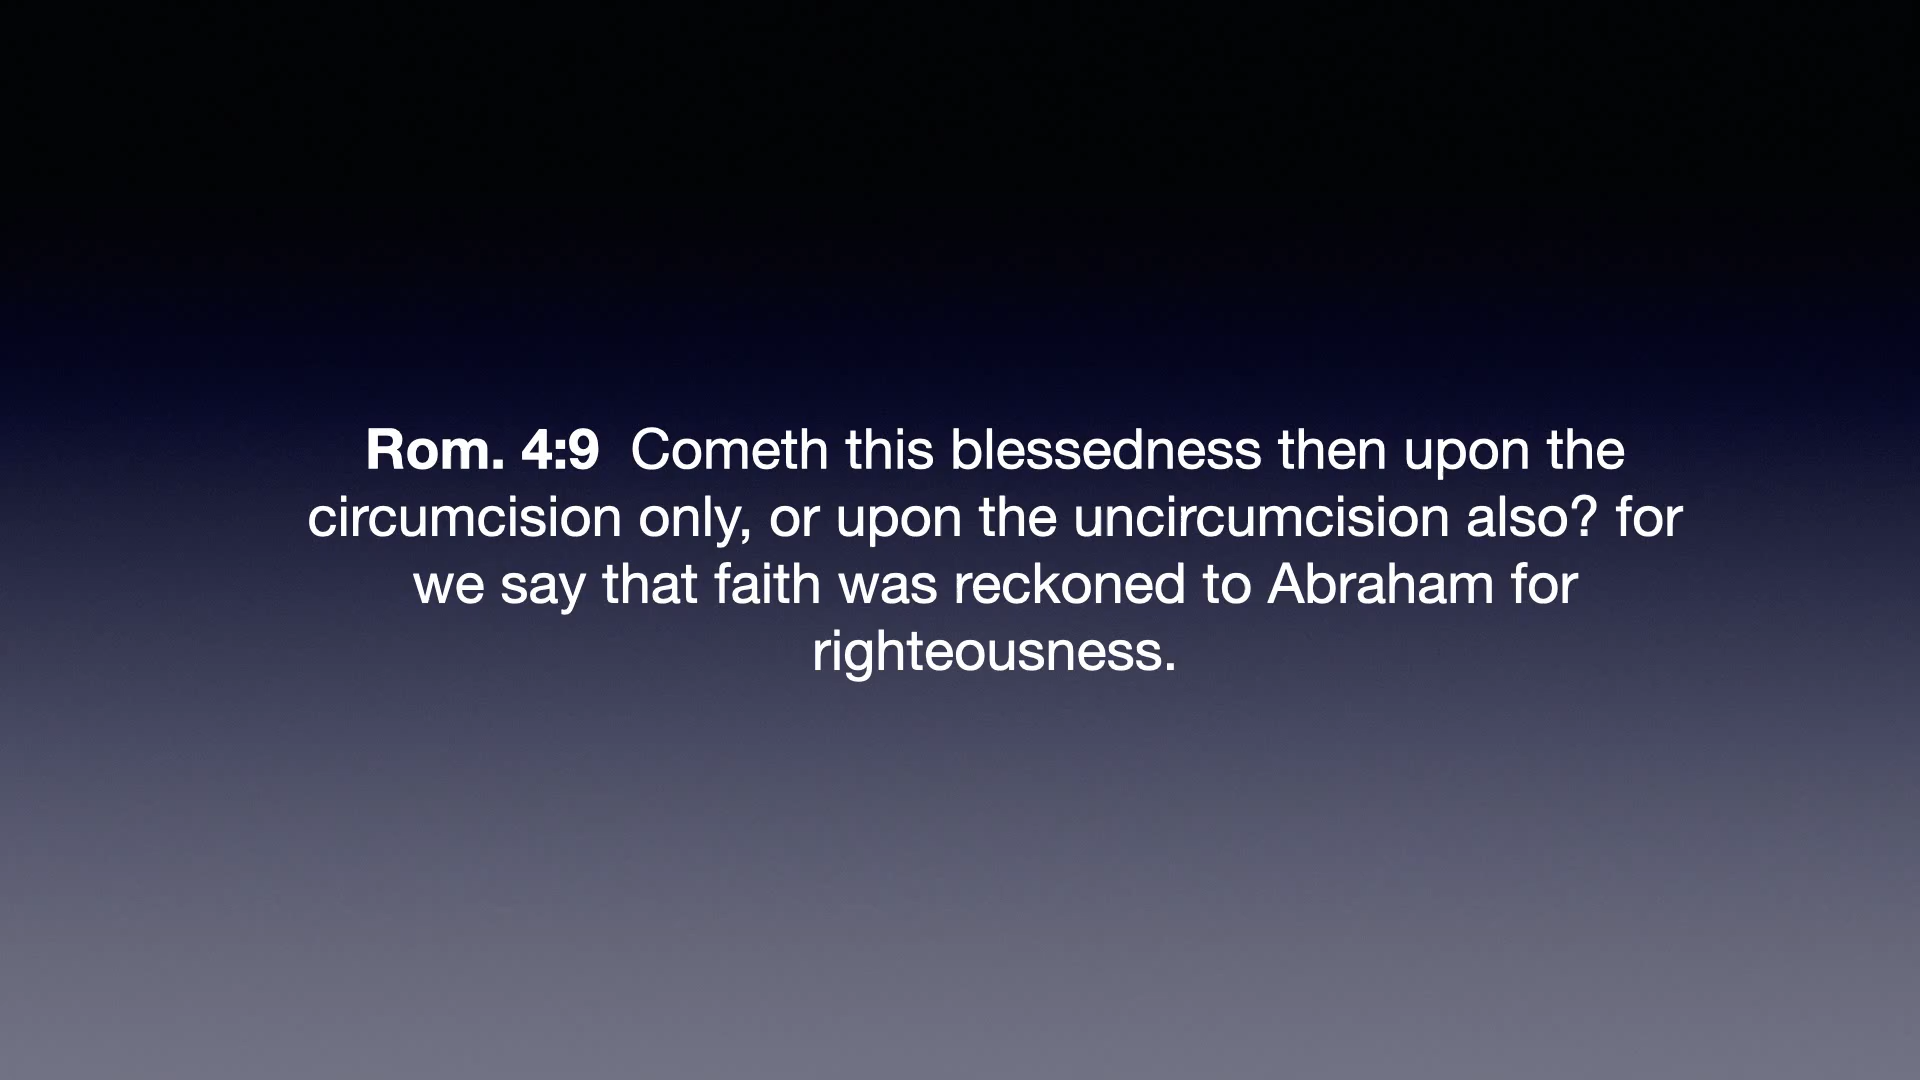 Rom. 4:9  Cometh this blessedness then upon the
circumcision only, or upon the uncircumcision also? for
we say that faith was reckoned to Abraham for
righteousness.